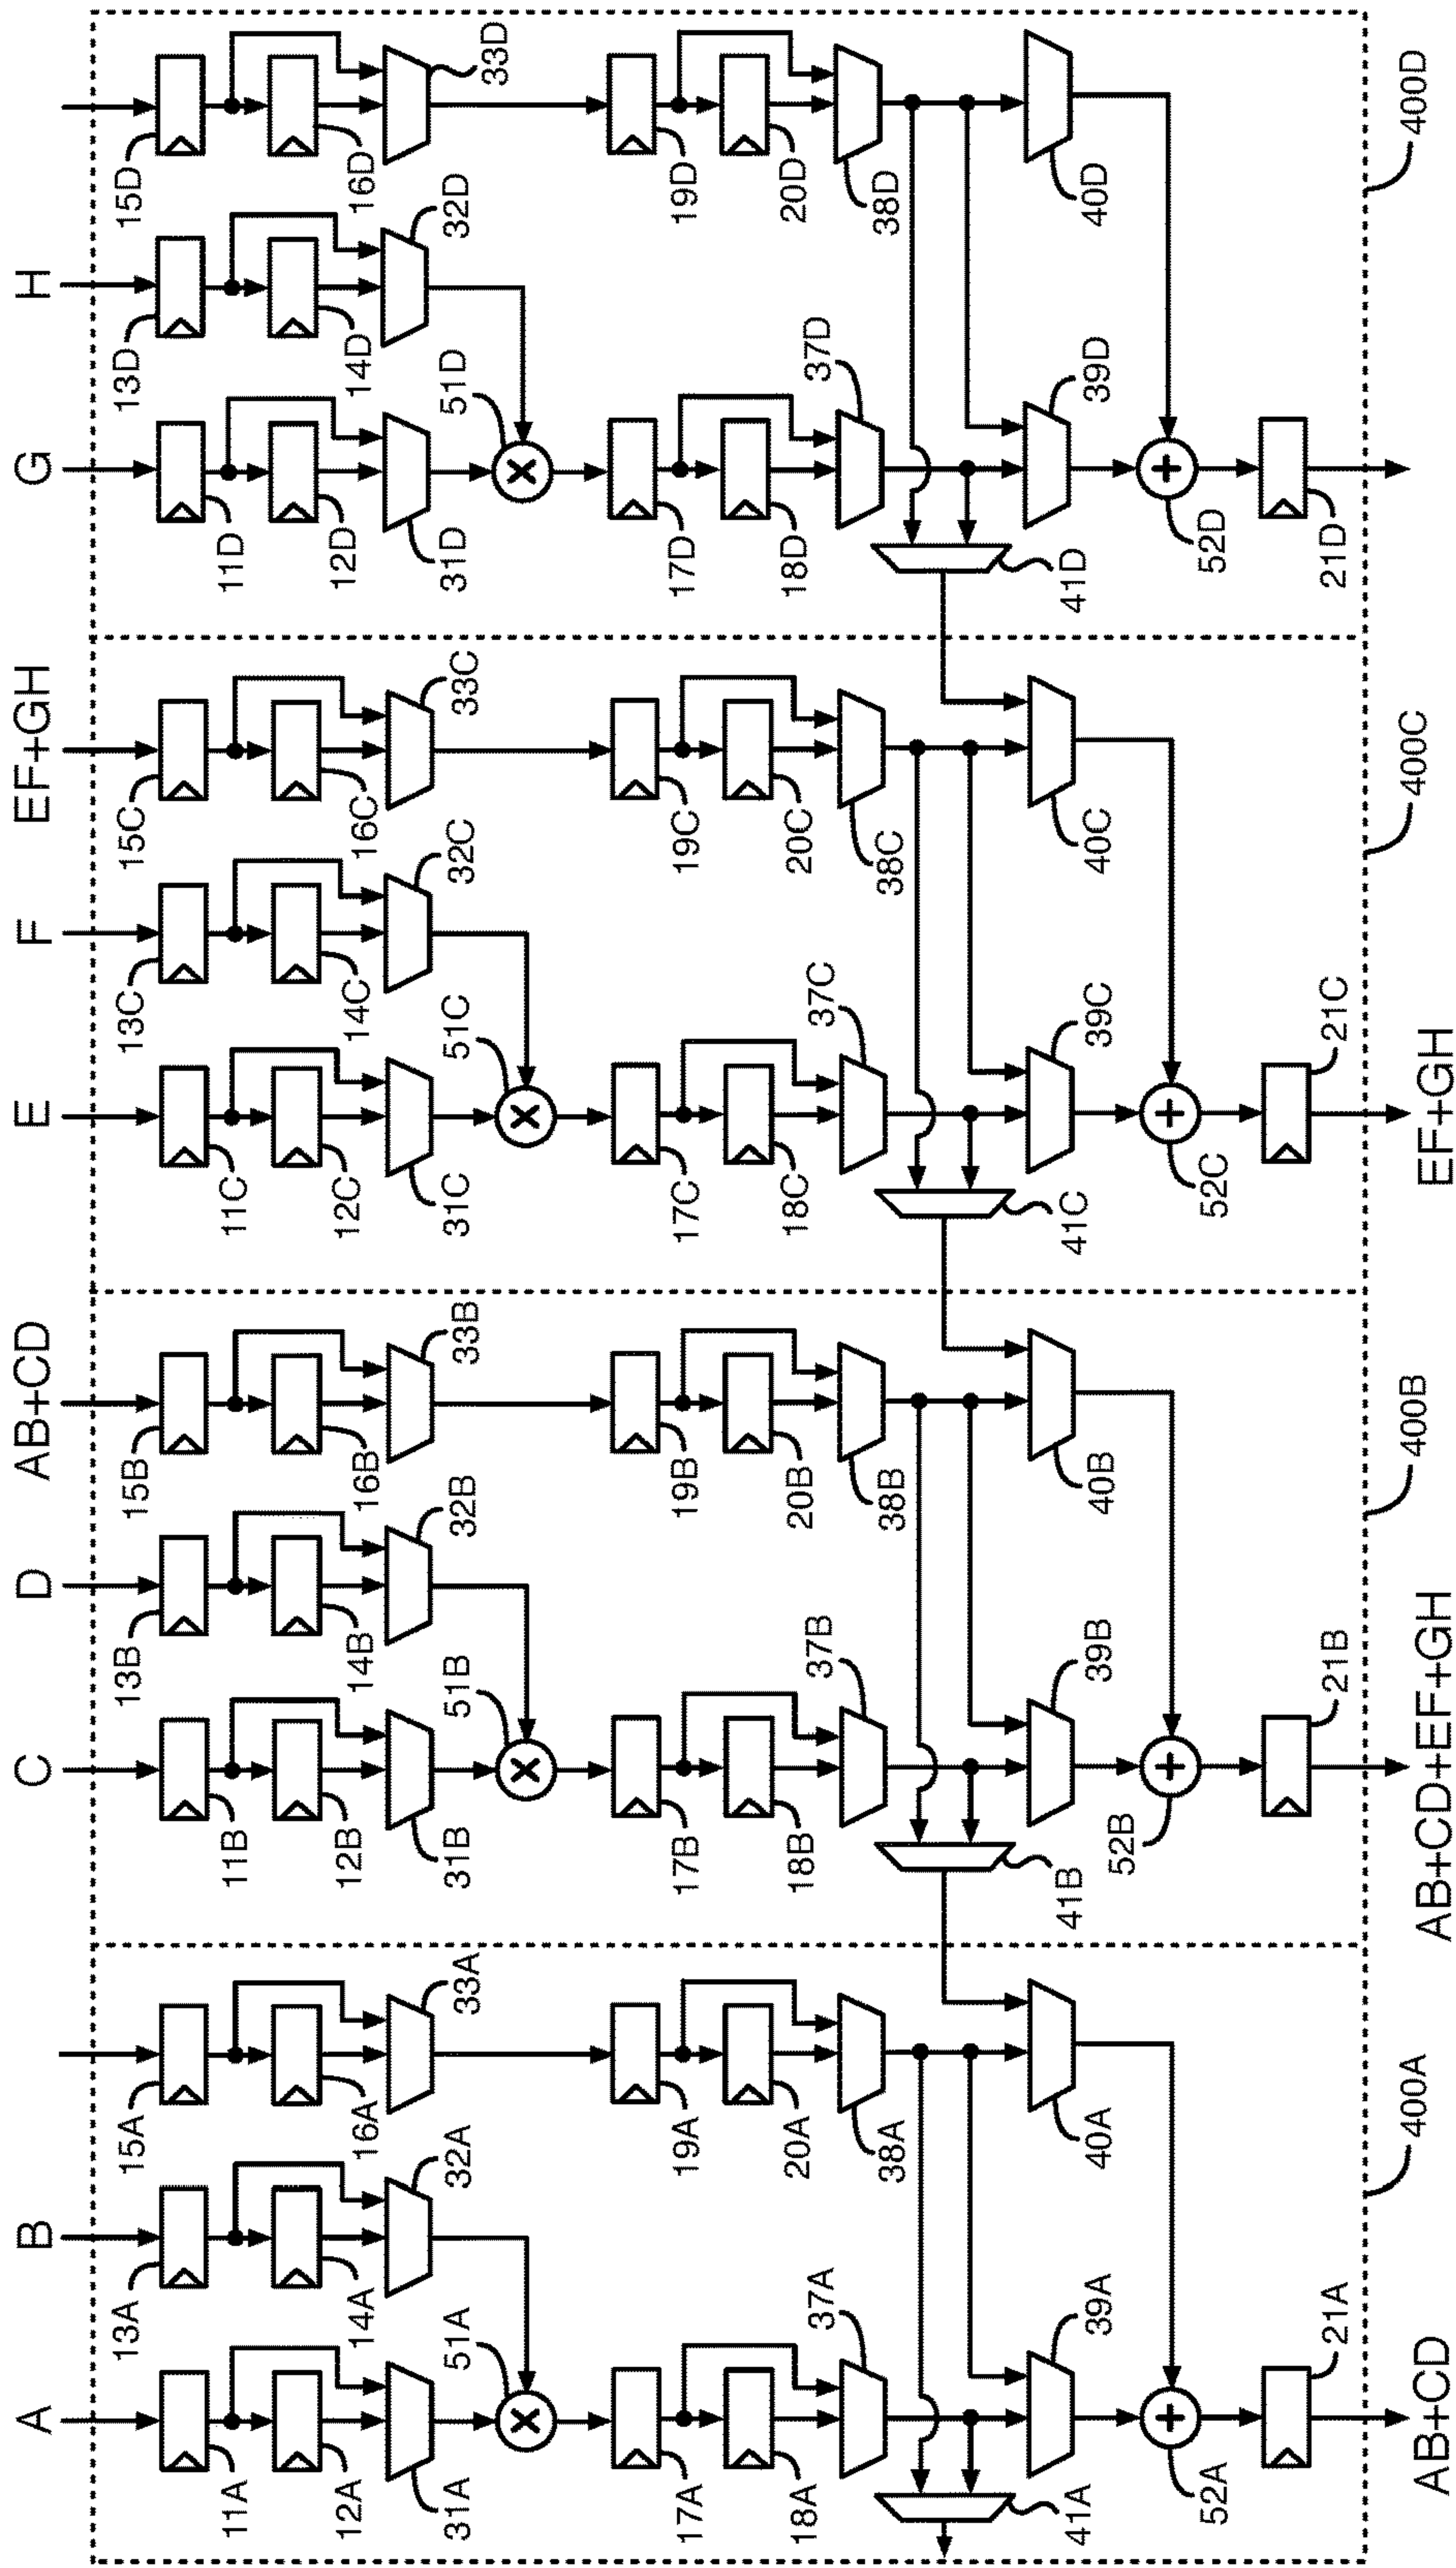 A
B
C
D
AB+CD
E
F
EF+GH
G
H
11A
13A
15A
11B
13B
15B
11C
13C
15C
11D
13D
15D
12A
14A
16A
12B
14B
16B
12C
14C
16C
12D
14D
16D
31A
32A
33A
31B
32B
33B
31C
32C
33C
31D
32D
33D
51A
51B
51C
51D
×
×
×
×
17A
19A
17B
19B
17C
19C
17D
19D
18A
20A
18B
20B
18C
20C
18D
20D
37A
38A
37B
38B
37C
38C
37D
38D
41A
39A
40A
41B
39B
40B
41C
39C
40C
41D
39D
40D
+
+
+
+
52A
52B
52C
52D
21A
21B
21C
21D
400A
400B
400C
400D
AB+CD
AB+CD+EF+GH
EF+GH